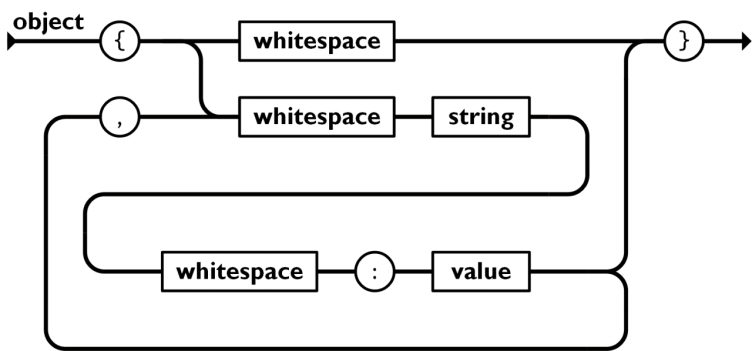 object
{ whitespace }
, whitespace string
whitespace : value